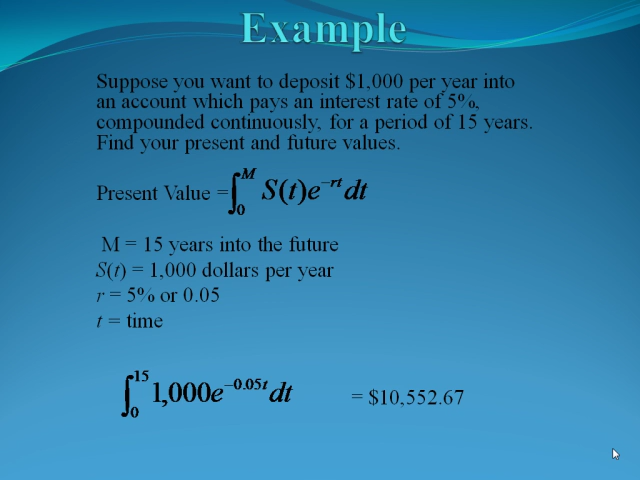 Example
Suppose you want to deposit $1,000 per year into
an account which pays an interest rate of 5%,
compounded continuously, for a period of 15 years.
Find your present and future values.
Present Value = ∫₀ᴹ S(t)e^{−rt} dt
M = 15 years into the future
S(t) = 1,000 dollars per year
r = 5% or 0.05
t = time
∫₀¹⁵ 1,000e^{−0.05t} dt = $10,552.67